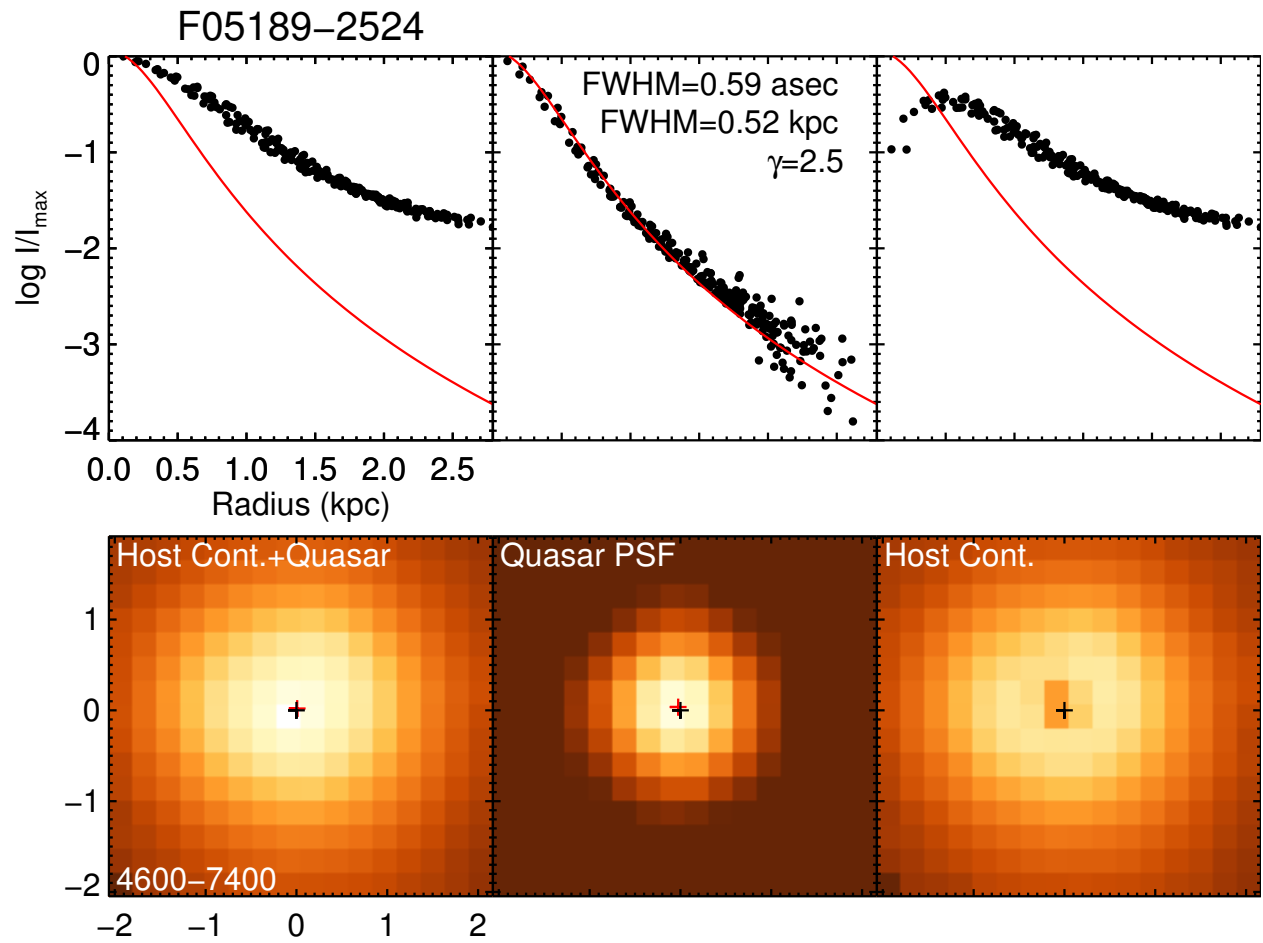 F05189−2524
0
−1
−2
−3
−4
log I/I_max
FWHM=0.59 asec
FWHM=0.52 kpc
γ=2.5
0.0 0.5 1.0 1.5 2.0 2.5
Radius (kpc)
Host Cont.+Quasar
Quasar PSF
Host Cont.
1
0
−1
−2
4600−7400
−2 −1 0 1 2